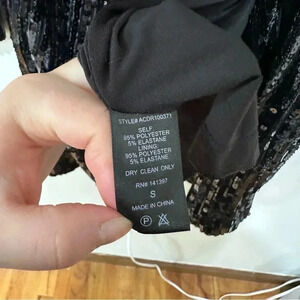 STYLE# ACDR100371
SELF
95% POLYESTER
5% ELASTANE
LINING
95% POLYESTER
5% ELASTANE
DRY CLEAN ONLY
RN# 141397
S
MADE IN CHINA
P